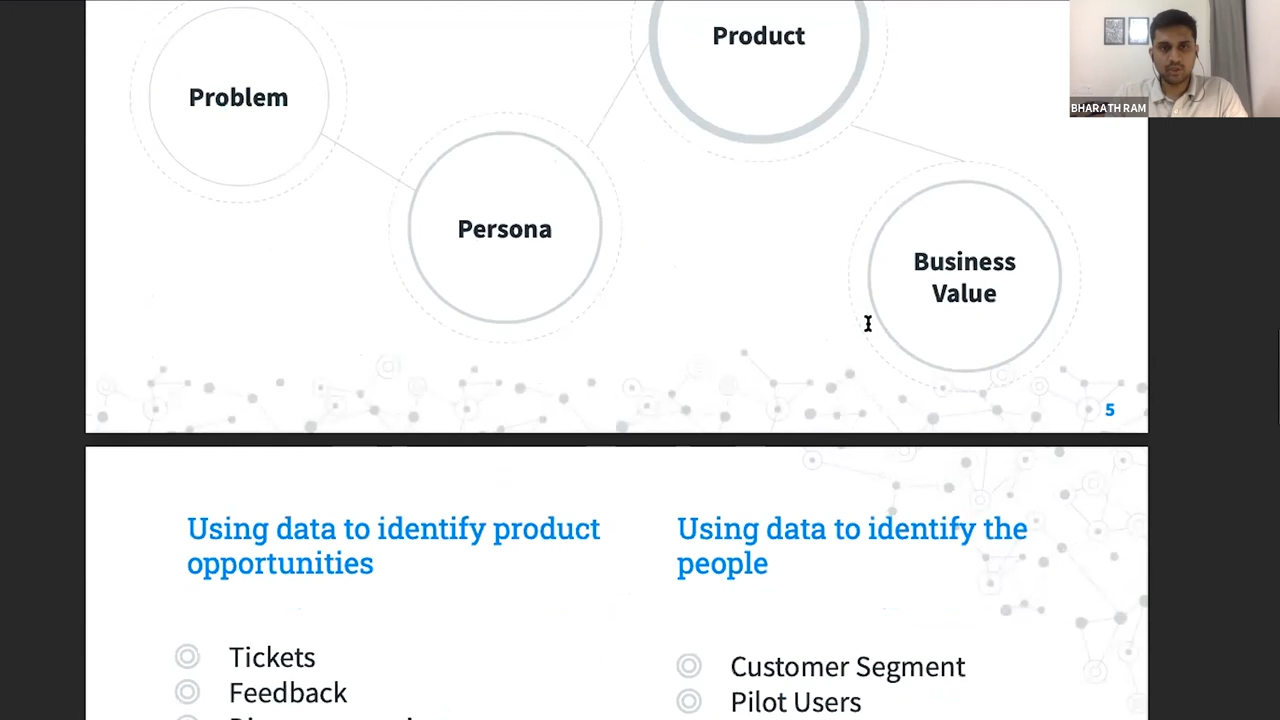 Product
BHARATH RAM
Problem
Persona
Business
Value
5
Using data to identify product
opportunities
Tickets
Feedback
Using data to identify the
people
Customer Segment
Pilot Users